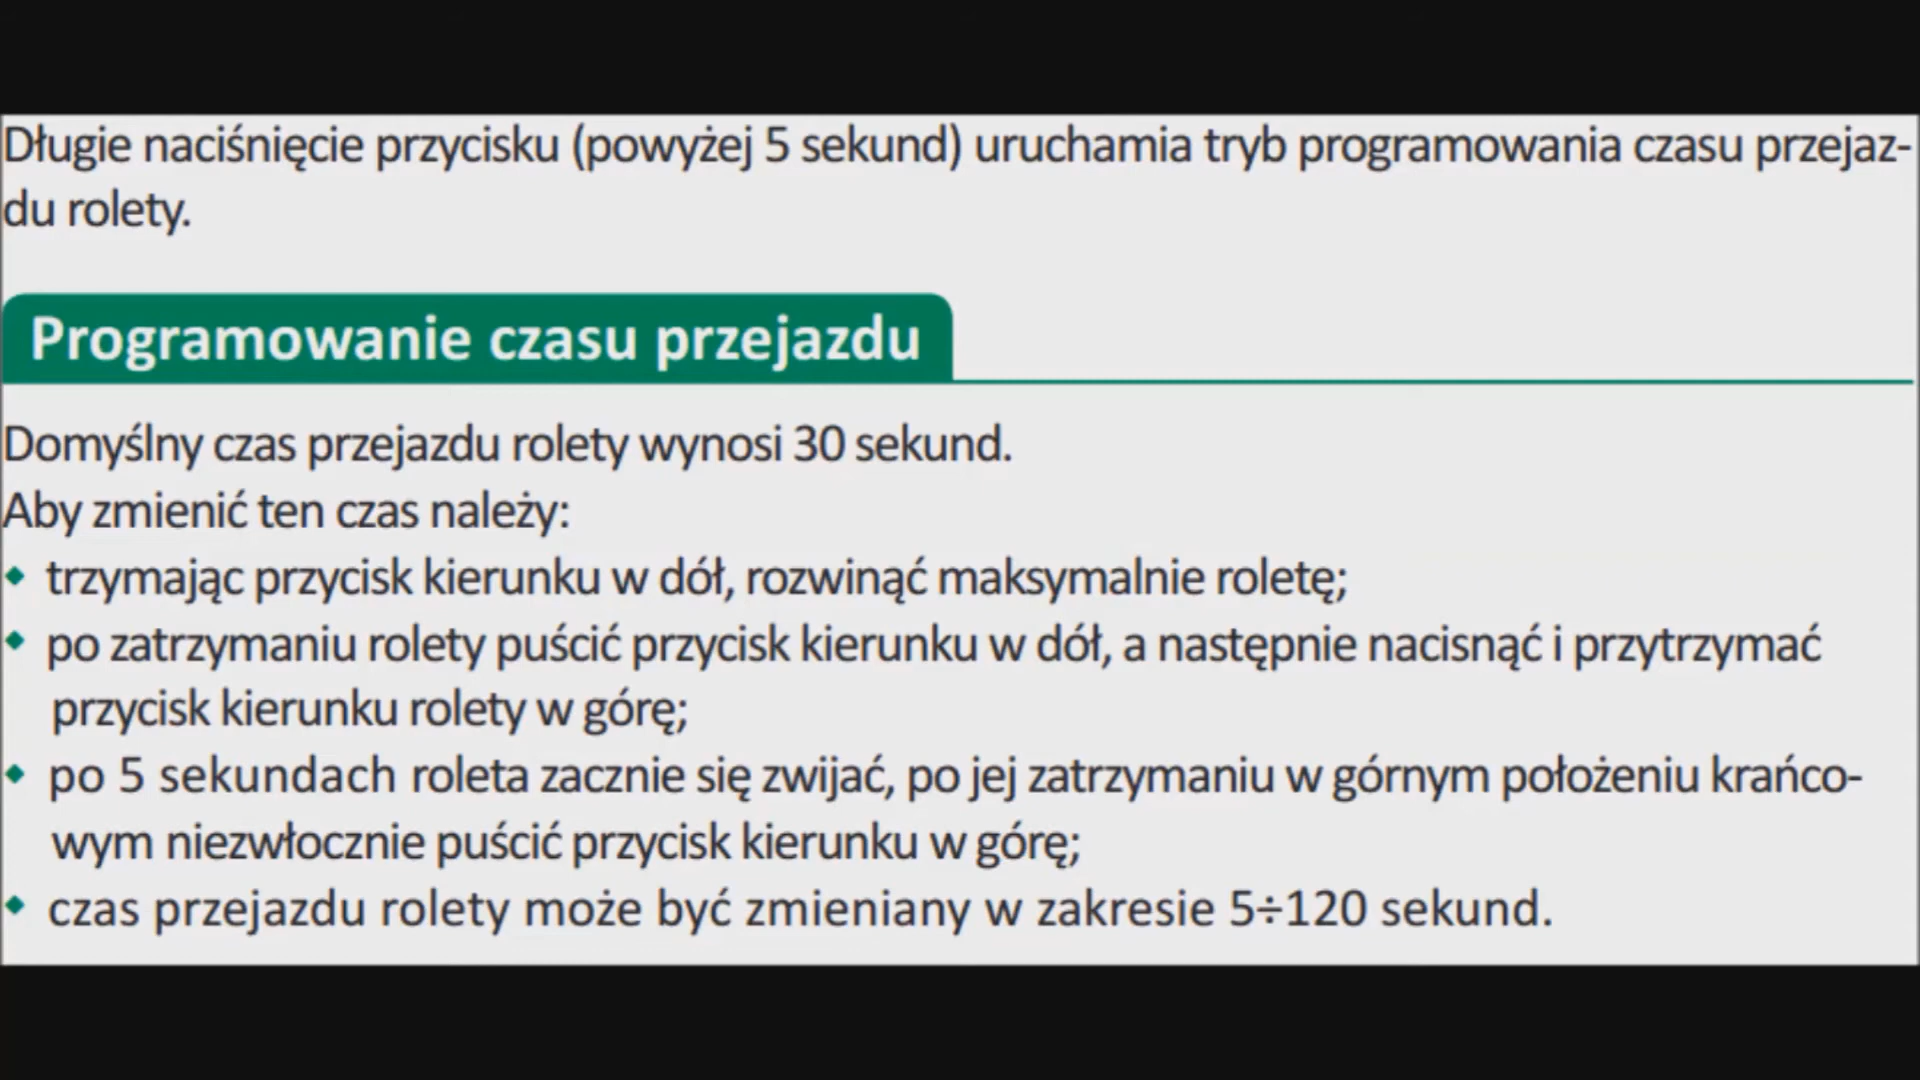 Długie naciśnięcie przycisku (powyżej 5 sekund) uruchamia tryb programowania czasu przejaz-
du rolety.
Programowanie czasu przejazdu
Domyślny czas przejazdu rolety wynosi 30 sekund.
Aby zmienić ten czas należy:
◆ trzymając przycisk kierunku w dół, rozwinąć maksymalnie roletę;
◆ po zatrzymaniu rolety puścić przycisk kierunku w dół, a następnie nacisnąć i przytrzymać
przycisk kierunku rolety w górę;
◆ po 5 sekundach roleta zacznie się zwijać, po jej zatrzymaniu w górnym położeniu krańco-
wym niezwłocznie puścić przycisk kierunku w górę;
◆ czas przejazdu rolety może być zmieniany w zakresie 5÷120 sekund.